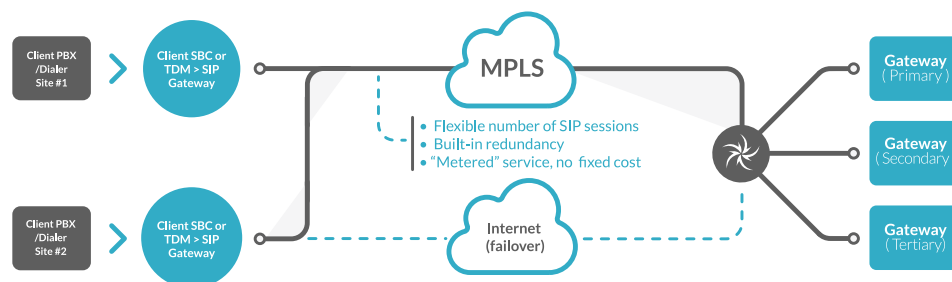 Client PBX
/Dialer
Site #1
Client SBC or
TDM > SIP
Gateway
MPLS
• Flexible number of SIP sessions
• Built-in redundancy
• “Metered” service, no fixed cost
Gateway
( Primary )
Gateway
( Secondary
Client PBX
/Dialer
Site #2
Client SBC or
TDM > SIP
Gateway
Internet
(failover)
Gateway
( Tertiary)